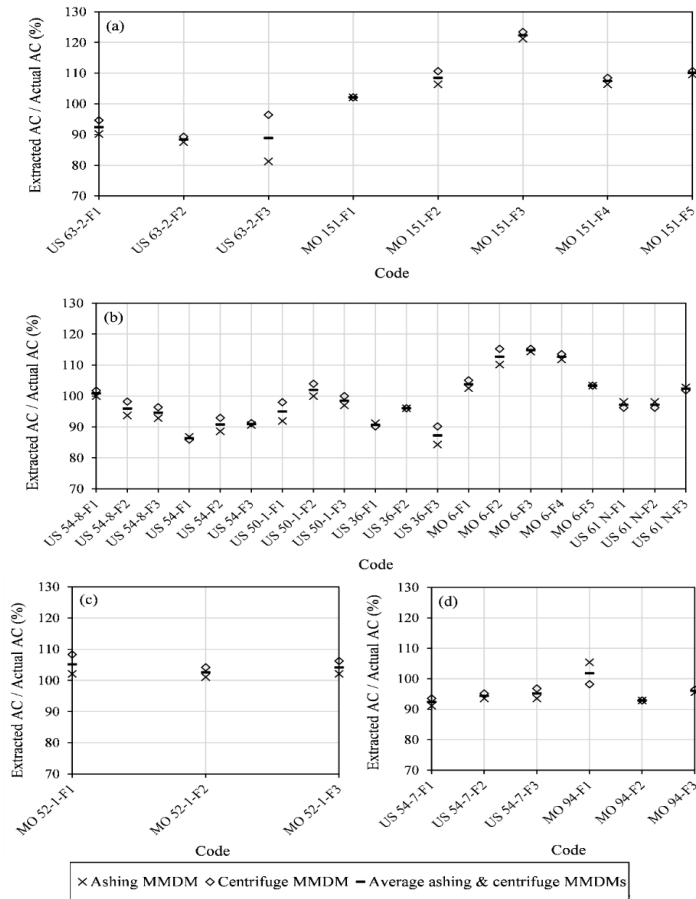 (a)
Extracted AC / Actual AC (%)
130
120
110
100
90
80
70
US 63-2-F1
US 63-2-F2
US 63-2-F3
MO 151-F1
MO 151-F2
MO 151-F3
MO 151-F4
MO 151-F5
Code
(b)
Extracted AC / Actual AC (%)
130
120
110
100
90
80
70
US 54-8-F1
US 54-8-F2
US 54-8-F3
US 54-F1
US 54-F2
US 54-F3
US 50-1-F1
US 50-1-F2
US 50-1-F3
US 36-F1
US 36-F2
US 36-F3
MO 6-F1
MO 6-F2
MO 6-F3
MO 6-F4
MO 6-F5
US 61 N-F1
US 61 N-F2
US 61 N-F3
Code
(c)
Extracted AC / Actual AC (%)
130
120
110
100
90
80
70
MO 52-1-F1
MO 52-1-F2
MO 52-1-F3
Code
(d)
Extracted AC / Actual AC (%)
130
120
110
100
90
80
70
US 54-7-F1
US 54-7-F2
US 54-7-F3
MO 94-F1
MO 94-F2
MO 94-F3
Code
Ashing MMDM
Centrifuge MMDM
Average ashing & centrifuge MMDMs